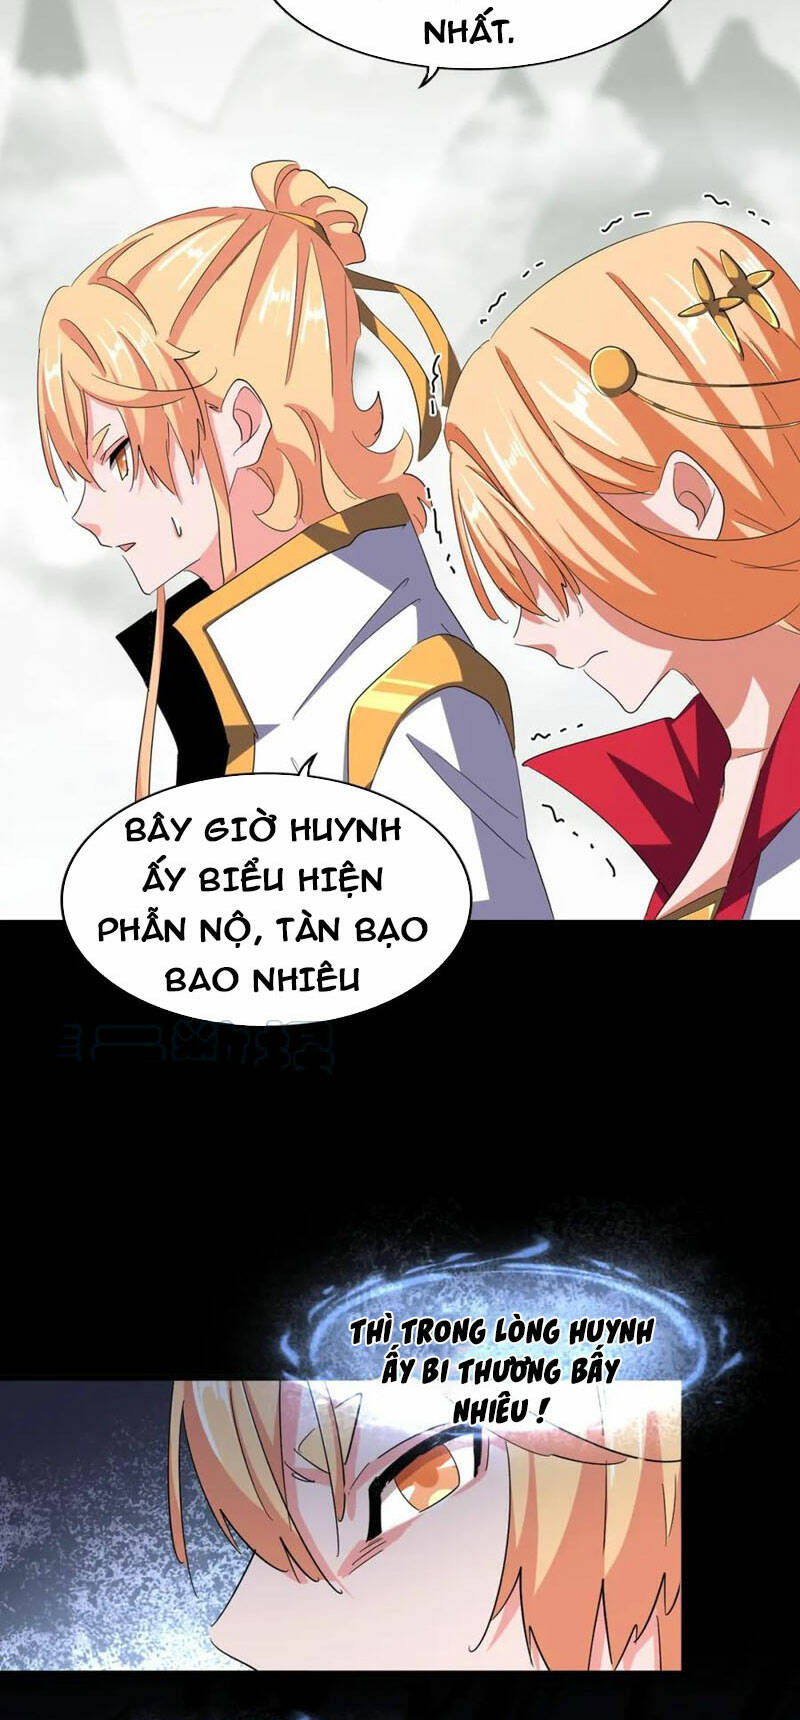 NHẤT.
BÂY GIỜ HUYNH
ẤY BIỂU HIỆN
PHẪN NỘ, TÀN BẠO
BAO NHIÊU
THÌ TRONG LÒNG HUYNH
ẤY BI THƯƠNG BẤY
NHIÊU !